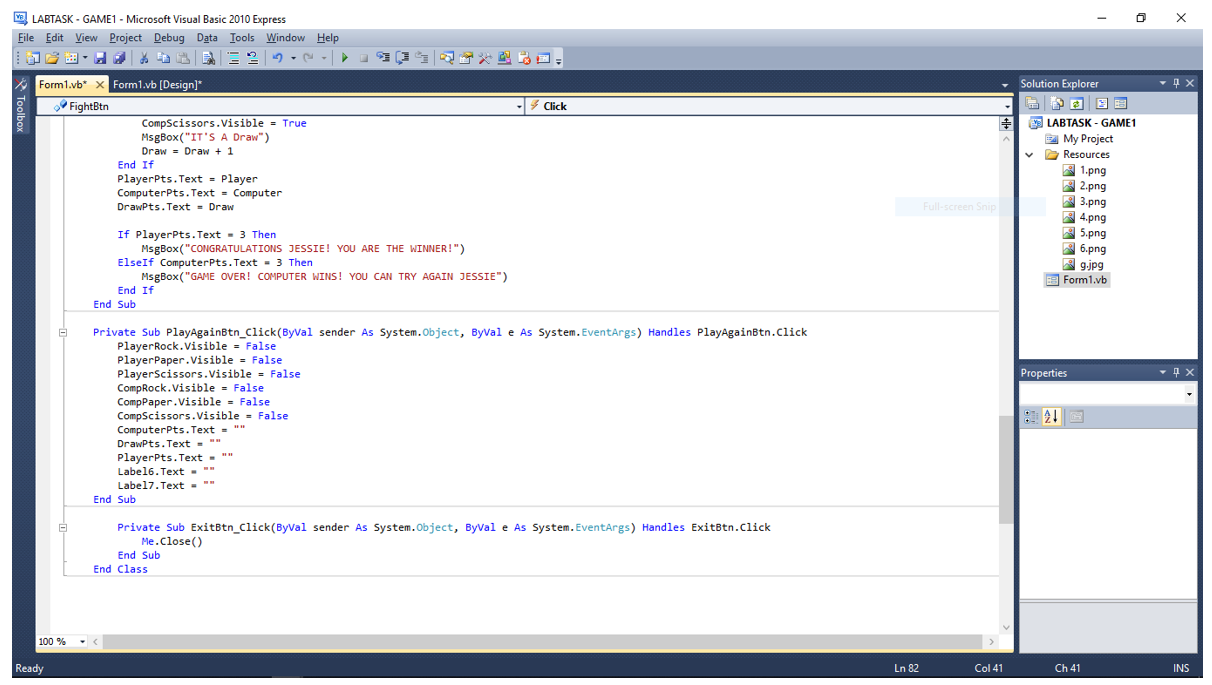 LABTASK - GAME1 - Microsoft Visual Basic 2010 Express
File Edit View Project Debug Data Tools Window Help
Form1.vb* Form1.vb [Design]*
FightBtn Click
Toolbox
CompScissors.Visible = True
MsgBox("IT'S A Draw")
Draw = Draw + 1
End If
PlayerPts.Text = Player
ComputerPts.Text = Computer
DrawPts.Text = Draw
If PlayerPts.Text = 3 Then
MsgBox("CONGRATULATIONS JESSIE! YOU ARE THE WINNER!")
ElseIf ComputerPts.Text = 3 Then
MsgBox("GAME OVER! COMPUTER WINS! YOU CAN TRY AGAIN JESSIE")
End If
End Sub
Private Sub PlayAgainBtn_Click(ByVal sender As System.Object, ByVal e As System.EventArgs) Handles PlayAgainBtn.Click
PlayerRock.Visible = False
PlayerPaper.Visible = False
PlayerScissors.Visible = False
CompRock.Visible = False
CompPaper.Visible = False
CompScissors.Visible = False
ComputerPts.Text = ""
DrawPts.Text = ""
PlayerPts.Text = ""
Label6.Text = ""
Label7.Text = ""
End Sub
Private Sub ExitBtn_Click(ByVal sender As System.Object, ByVal e As System.EventArgs) Handles ExitBtn.Click
Me.Close()
End Sub
End Class
100 %
Full-screen Snip
Solution Explorer
LABTASK - GAME1
My Project
Resources
1.png
2.png
3.png
4.png
5.png
6.png
g.jpg
Form1.vb
Properties
Ready Ln 82 Col 41 Ch 41 INS